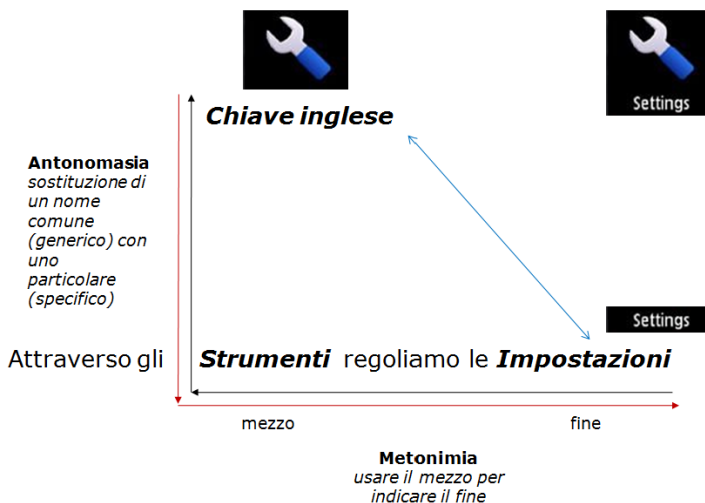 Settings
Chiave inglese
Antonomasia
sostituzione di
un nome
comune
(generico) con
uno
particolare
(specifico)
Settings
Attraverso gli Strumenti regoliamo le Impostazioni
mezzo fine
Metonimia
usare il mezzo per
indicare il fine